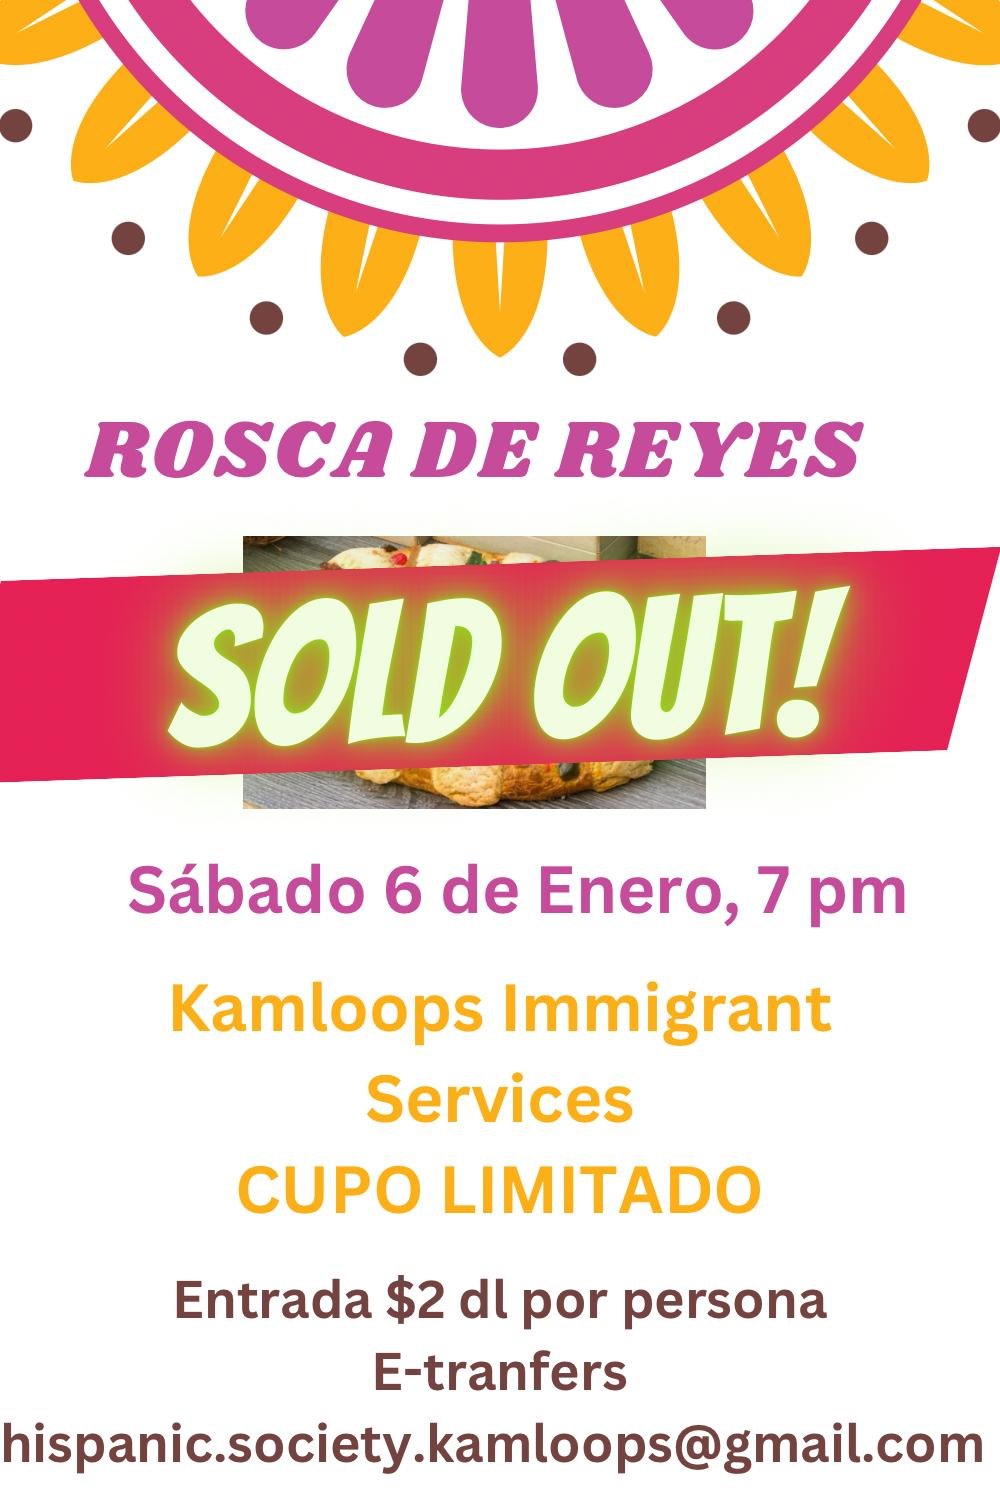 ROSCA DE REYES
SOLD OUT!
Sábado 6 de Enero, 7 pm
Kamloops Immigrant
Services
CUPO LIMITADO
Entrada $2 dl por persona
E-tranfers
hispanic.society.kamloops@gmail.com